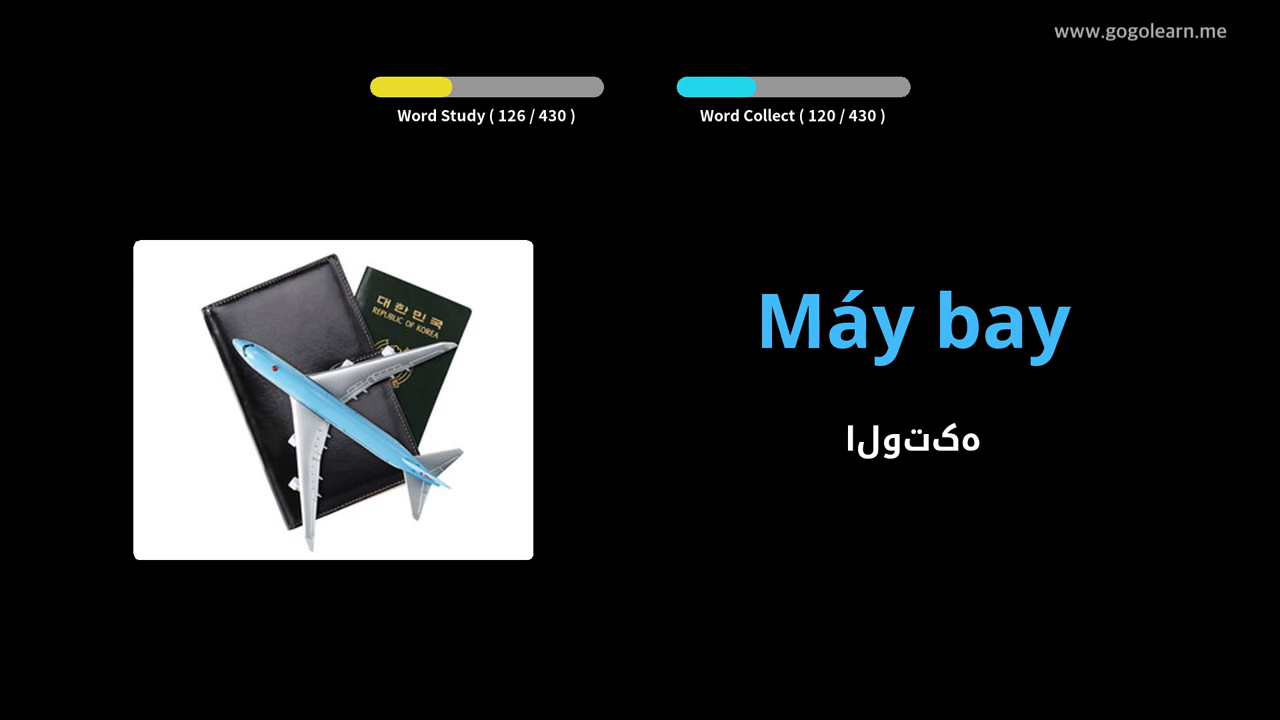 www.gogolearn.me
Word Study ( 126 / 430 )
Word Collect ( 120 / 430 )
대한민국
REPUBLIC OF KOREA
Máy bay
هکتولا